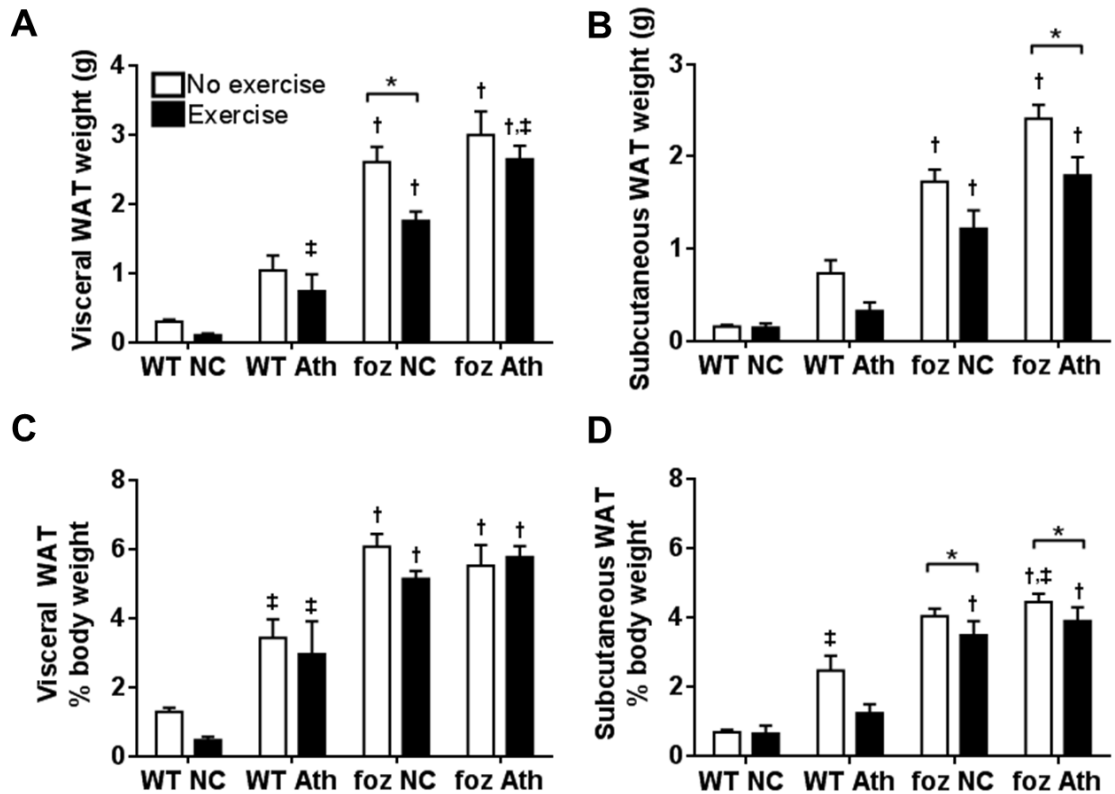 A
Visceral WAT weight (g)
4
3
2
1
0
No exercise
Exercise
*
†
†
‡
†
†,‡
WT NC WT Ath foz NC foz Ath
B
Subcutaneous WAT weight (g)
3
2
1
0
*
†
†
†
†
WT NC WT Ath foz NC foz Ath
C
Visceral WAT
% body weight
8
6
4
2
0
‡
‡
†
†
†
†
WT NC WT Ath foz NC foz Ath
D
Subcutaneous WAT
% body weight
8
6
4
2
0
‡
*
†
*
†,‡
†
WT NC WT Ath foz NC foz Ath